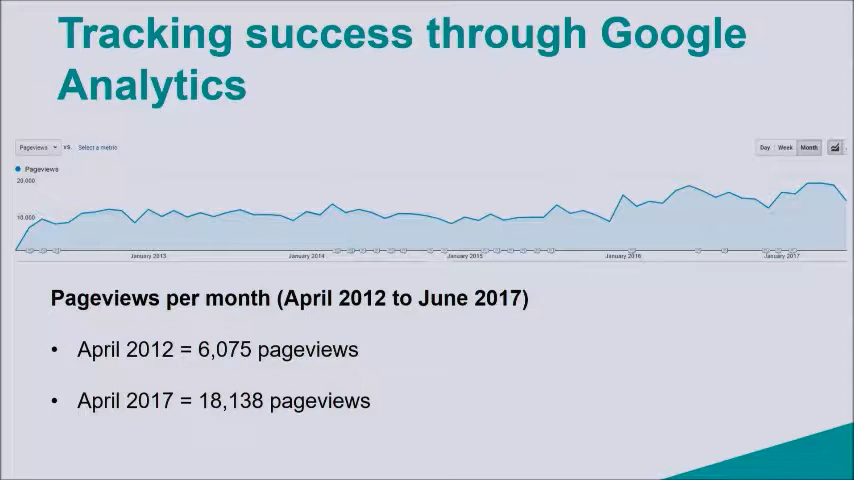 Tracking success through Google
Analytics
Pageviews vs. Select a metric
Day Week Month
Pageviews
20,000
10,000
January 2013 January 2014 January 2015 January 2016 January 2017
Pageviews per month (April 2012 to June 2017)
• April 2012 = 6,075 pageviews
• April 2017 = 18,138 pageviews